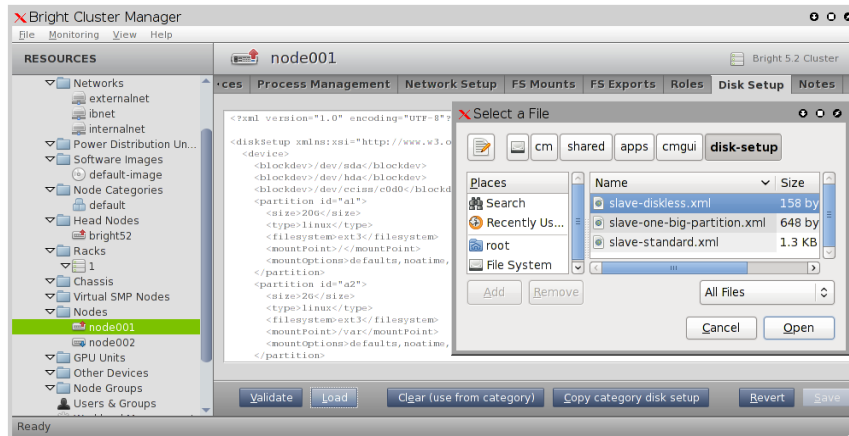 Bright Cluster Manager
File Monitoring View Help
RESOURCES
node001
Bright 5.2 Cluster
Networks
externalnet
ibnet
internalnet
Power Distribution Un...
Software Images
default-image
Node Categories
default
Head Nodes
bright52
Racks
1
Chassis
Virtual SMP Nodes
Nodes
node001
node002
GPU Units
Other Devices
Node Groups
Users & Groups
Process Management Network Setup FS Mounts FS Exports Roles Disk Setup Notes
<?xml version="1.0" encoding="UTF-8"?
<diskSetup xmlns:xsi="http://www.w3.o
<device>
<blockdev>/dev/sda</blockdev>
<blockdev>/dev/hda</blockdev>
<blockdev>/dev/cciss/c0d0</blockd
<partition id="a1">
<size>20G</size>
<type>linux</type>
<filesystem>ext3</filesystem>
<mountPoint>/</mountPoint>
<mountOptions>defaults,noatime,
</partition>
<partition id="a2">
<size>2G</size>
<type>linux</type>
<filesystem>ext3</filesystem>
<mountPoint>/var</mountPoint>
<mountOptions>defaults,noatime,
</partition>
Select a File
cm shared apps cmgui disk-setup
Places
Search
Recently Us...
root
File System
Name Size
slave-diskless.xml 158 by
slave-one-big-partition.xml 648 by
slave-standard.xml 1.3 KB
Add Remove
All Files
Cancel Open
Validate Load Clear (use from category) Copy category disk setup Revert Save
Ready